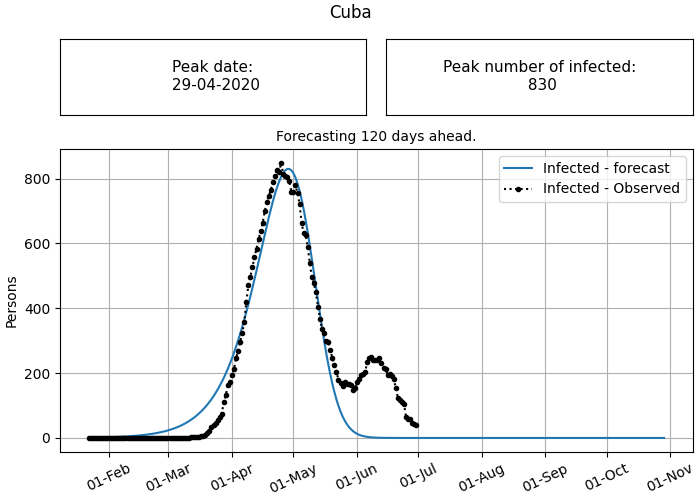 Cuba
Peak date:
29-04-2020
Peak number of infected:
830
Forecasting 120 days ahead.
Infected - forecast
Infected - Observed
Persons
800
600
400
200
0
01-Feb
01-Mar
01-Apr
01-May
01-Jun
01-Jul
01-Aug
01-Sep
01-Oct
01-Nov